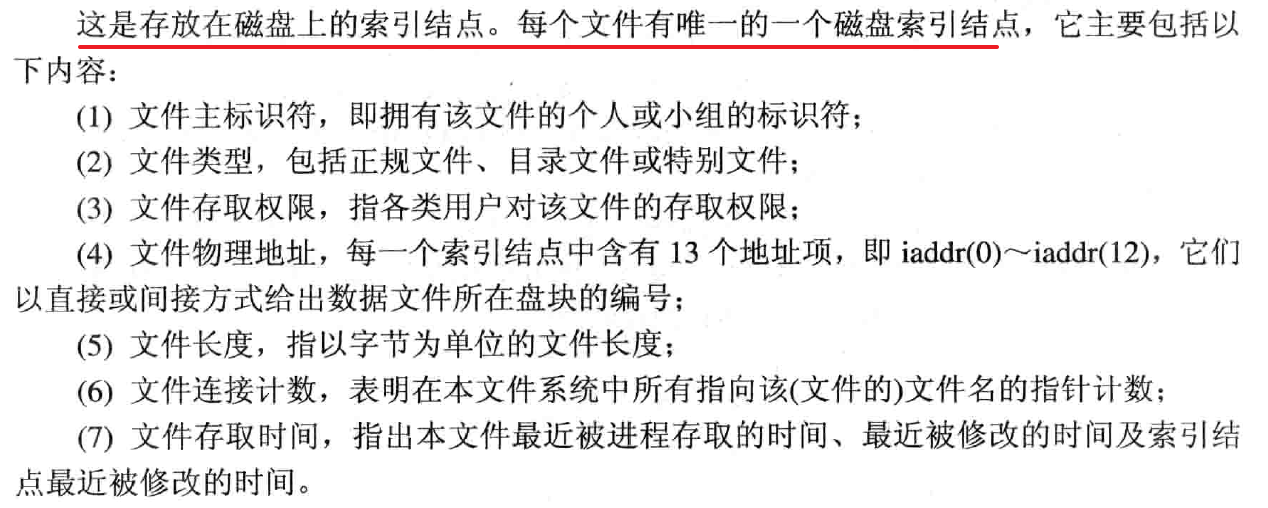 这是存放在磁盘上的索引结点。每个文件有唯一的一个磁盘索引结点，它主要包括以
下内容：
(1) 文件主标识符，即拥有该文件的个人或小组的标识符；
(2) 文件类型，包括正规文件、目录文件或特别文件；
(3) 文件存取权限，指各类用户对该文件的存取权限；
(4) 文件物理地址，每一个索引结点中含有 13 个地址项，即 iaddr(0)～iaddr(12)，它们
以直接或间接方式给出数据文件所在盘块的编号；
(5) 文件长度，指以字节为单位的文件长度；
(6) 文件连接计数，表明在本文件系统中所有指向该(文件的)文件名的指针计数；
(7) 文件存取时间，指出本文件最近被进程存取的时间、最近被修改的时间及索引结
点最近被修改的时间。